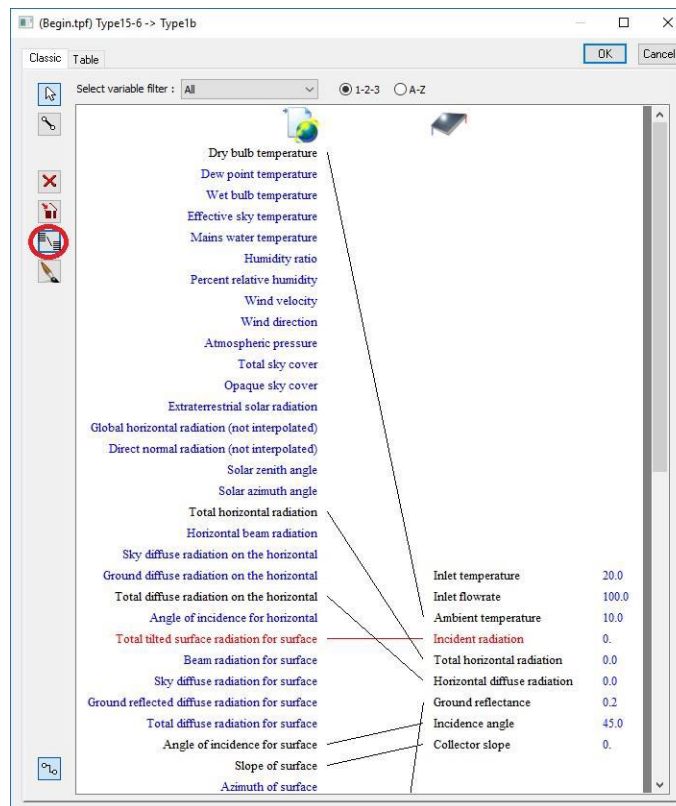 (Begin.tpf) Type15-6 -> Type1b
Classic Table OK Cancel
Select variable filter : All 1-2-3 A-Z
Dry bulb temperature
Dew point temperature
Wet bulb temperature
Effective sky temperature
Mains water temperature
Humidity ratio
Percent relative humidity
Wind velocity
Wind direction
Atmospheric pressure
Total sky cover
Opaque sky cover
Extraterrestrial solar radiation
Global horizontal radiation (not interpolated)
Direct normal radiation (not interpolated)
Solar zenith angle
Solar azimuth angle
Total horizontal radiation
Horizontal beam radiation
Sky diffuse radiation on the horizontal
Ground diffuse radiation on the horizontal Inlet temperature 20.0
Total diffuse radiation on the horizontal Inlet flowrate 100.0
Angle of incidence for horizontal Ambient temperature 10.0
Total tilted surface radiation for surface Incident radiation 0.
Beam radiation for surface Total horizontal radiation 0.0
Sky diffuse radiation for surface Horizontal diffuse radiation 0.0
Ground reflected diffuse radiation for surface Ground reflectance 0.2
Total diffuse radiation for surface Incidence angle 45.0
Angle of incidence for surface Collector slope 0.
Slope of surface
Azimuth of surface